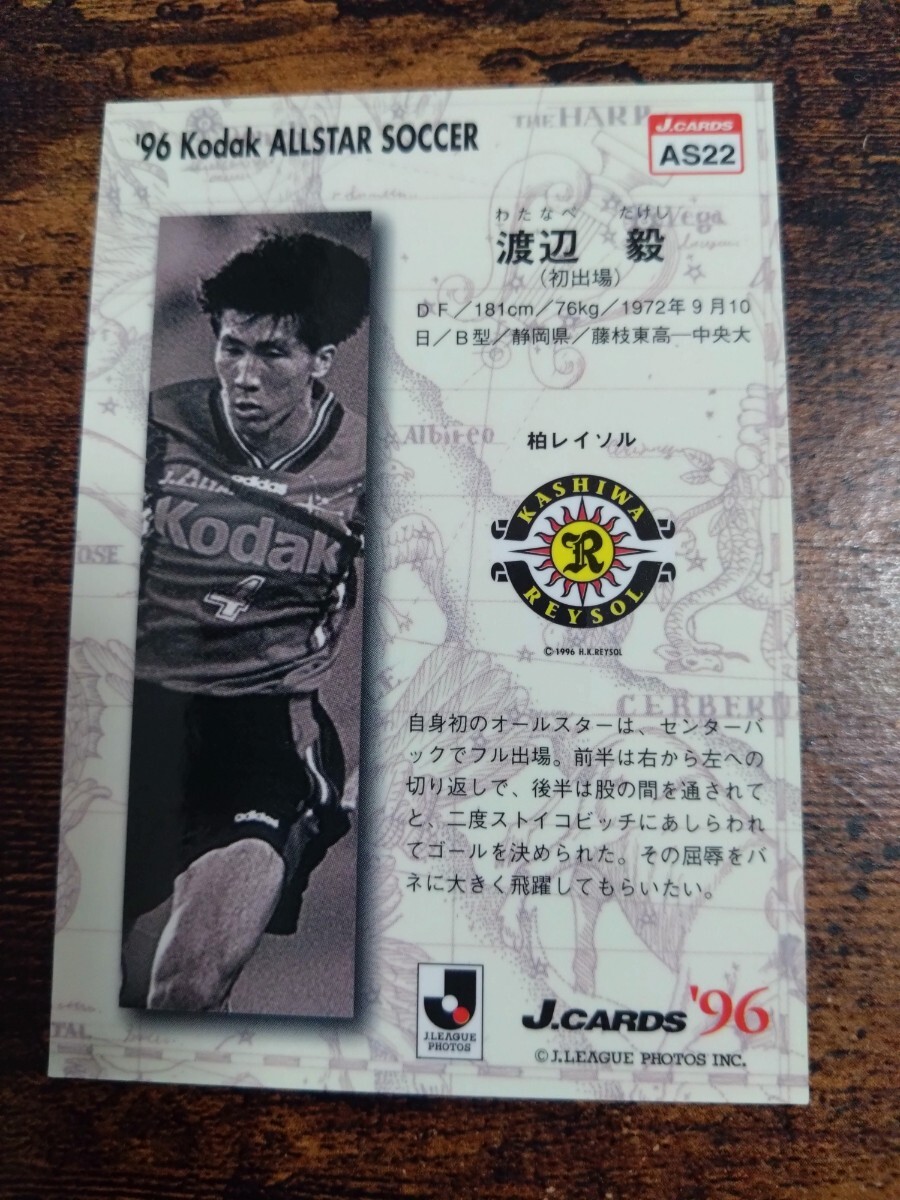 '96 Kodak ALLSTAR SOCCER
THE HARP
J.CARDS
AS22
Vega
わたなべ たけし
渡辺 毅
(初出場)
DF/181cm/76kg/1972年9月10
日/B型/静岡県/藤枝東高—中央大
Albireo
柏レイソル
KASHIWA
R
REYSOL
© 1996 H.K.REYSOL
adidas
Kodak
4
adidas
CERBER
自身初のオールスターは、センターバ
ックでフル出場。前半は右から左への
切り返しで、後半は股の間を通されて
と、二度ストイコビッチにあしらわれ
てゴールを決められた。その屈辱をバ
ネに大きく飛躍してもらいたい。
J.LEAGUE
PHOTOS
J.CARDS '96
© J.LEAGUE PHOTOS INC.